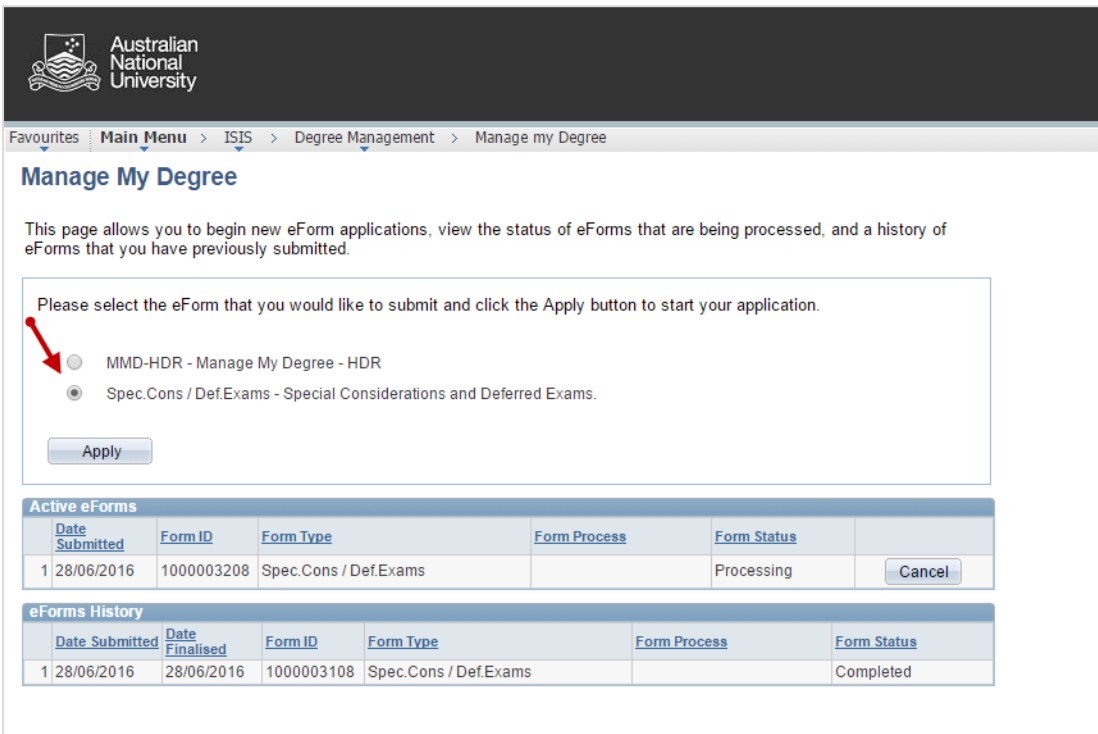 Australian
National
University
Favourites Main Menu > ISIS > Degree Management > Manage my Degree
Manage My Degree
This page allows you to begin new eForm applications, view the status of eForms that are being processed, and a history of
eForms that you have previously submitted.
Please select the eForm that you would like to submit and click the Apply button to start your application.
MMD-HDR - Manage My Degree - HDR
Spec.Cons / Def.Exams - Special Considerations and Deferred Exams.
Apply
Active eForms
Date Submitted Form ID Form Type Form Process Form Status
1 28/06/2016 1000003208 Spec.Cons / Def.Exams Processing Cancel
eForms History
Date Submitted Date Finalised Form ID Form Type Form Process Form Status
1 28/06/2016 28/06/2016 1000003108 Spec.Cons / Def.Exams Completed